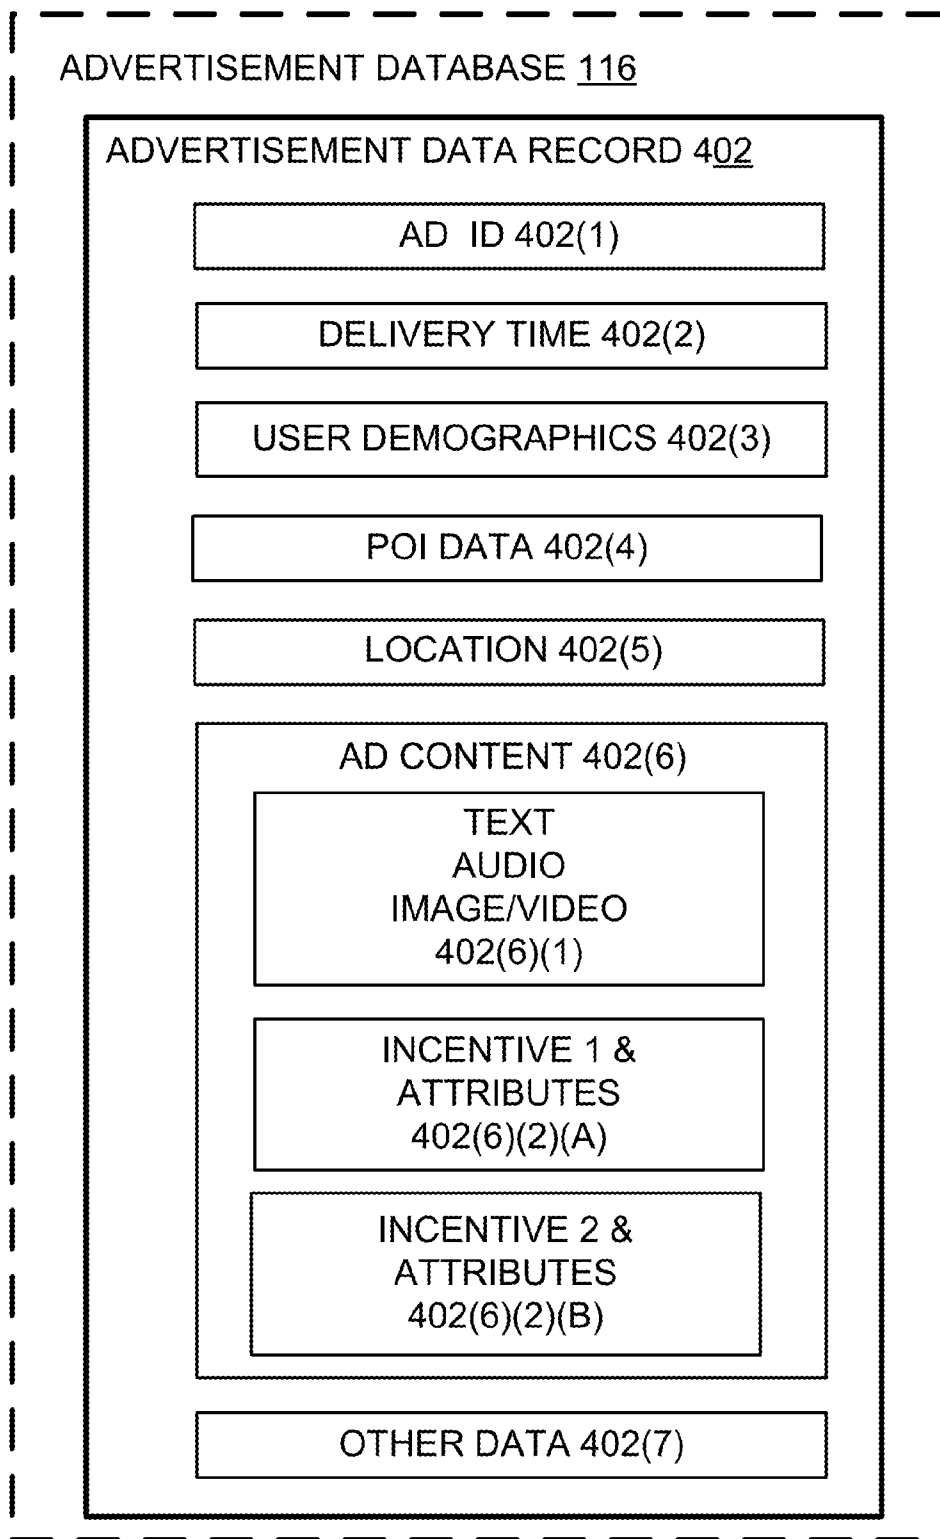 ADVERTISEMENT DATABASE 116
ADVERTISEMENT DATA RECORD 402
AD ID 402(1)
DELIVERY TIME 402(2)
USER DEMOGRAPHICS 402(3)
POI DATA 402(4)
LOCATION 402(5)
AD CONTENT 402(6)
TEXT
AUDIO
IMAGE/VIDEO
402(6)(1)
INCENTIVE 1 &
ATTRIBUTES
402(6)(2)(A)
INCENTIVE 2 &
ATTRIBUTES
402(6)(2)(B)
OTHER DATA 402(7)